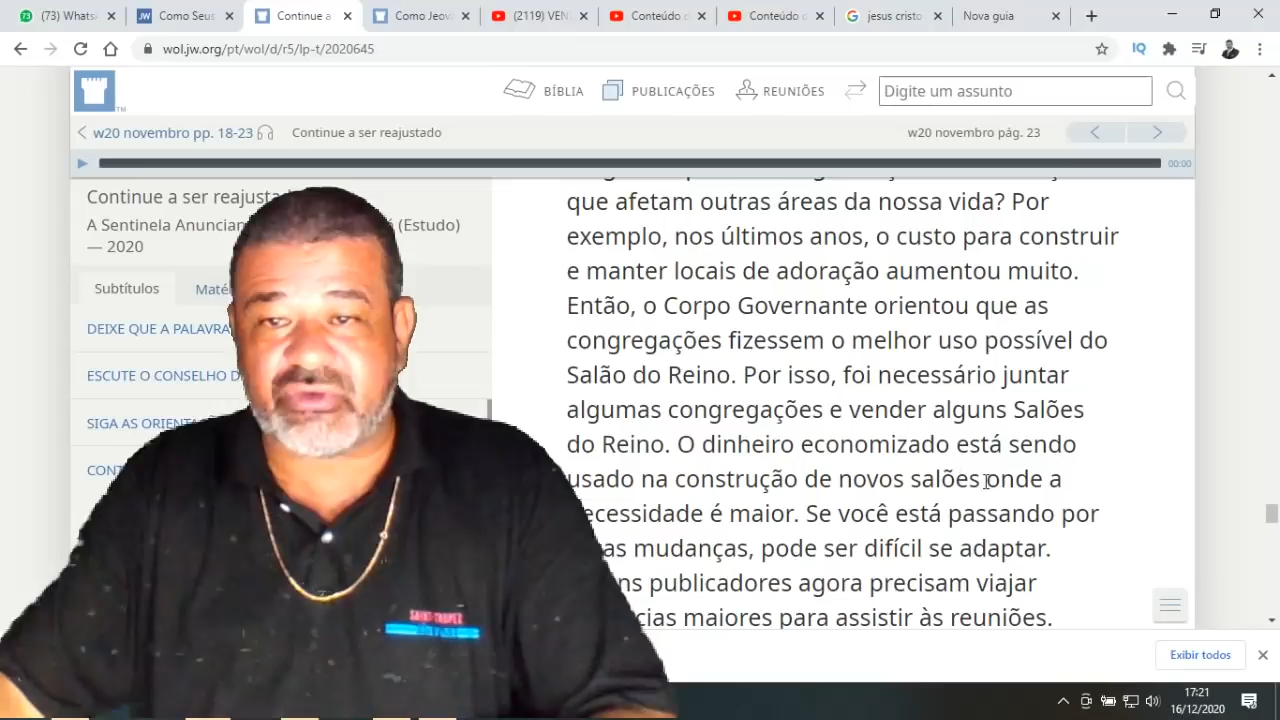 (73) Whats
Como Seus
Continue a
Como Jeov
(2119) VEN
Conteúdo d
Conteúdo d
jesus cristo
Nova guia
wol.jw.org/pt/wol/d/r5/lp-t/2020645
BÍBLIA
PUBLICAÇÕES
REUNIÕES
Digite um assunto
w20 novembro pp. 18-23
Continue a ser reajustado
w20 novembro pág. 23
00:00
Continue a ser reajusta
A Sentinela Anuncian (Estudo)
— 2020
Subtítulos
Maté
DEIXE QUE A PALAVRA
ESCUTE O CONSELHO D
SIGA AS ORIENT
CONT
que afetam outras áreas da nossa vida? Por
exemplo, nos últimos anos, o custo para construir
e manter locais de adoração aumentou muito.
Então, o Corpo Governante orientou que as
congregações fizessem o melhor uso possível do
Salão do Reino. Por isso, foi necessário juntar
algumas congregações e vender alguns Salões
do Reino. O dinheiro economizado está sendo
usado na construção de novos salões onde a
ecessidade é maior. Se você está passando por
as mudanças, pode ser difícil se adaptar.
ns publicadores agora precisam viajar
cias maiores para assistir às reuniões.
Exibir todos
17:21
16/12/2020